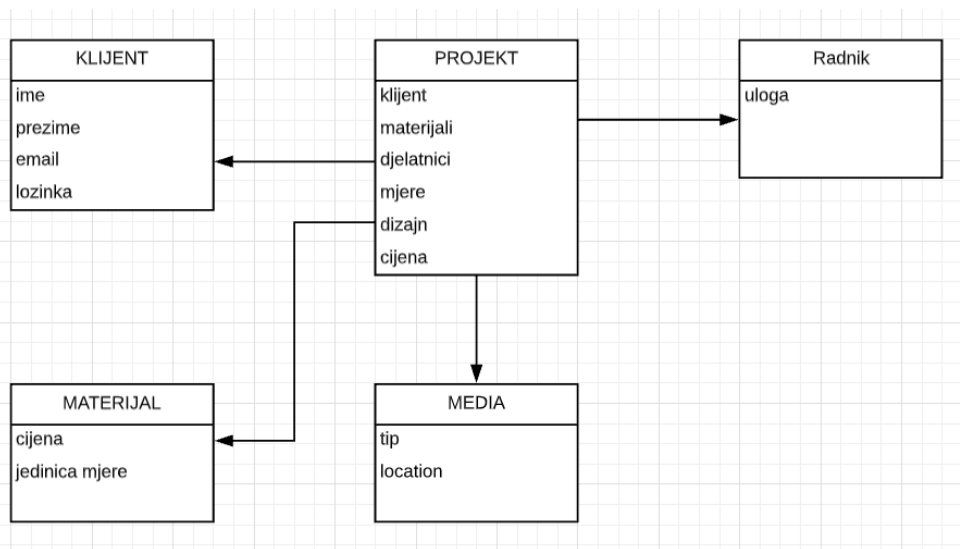 KLIJENT
ime
prezime
email
lozinka
PROJEKT
klijent
materijali
djelatnici
mjere
dizajn
cijena
Radnik
uloga
MATERIJAL
cijena
jedinica mjere
MEDIA
tip
location